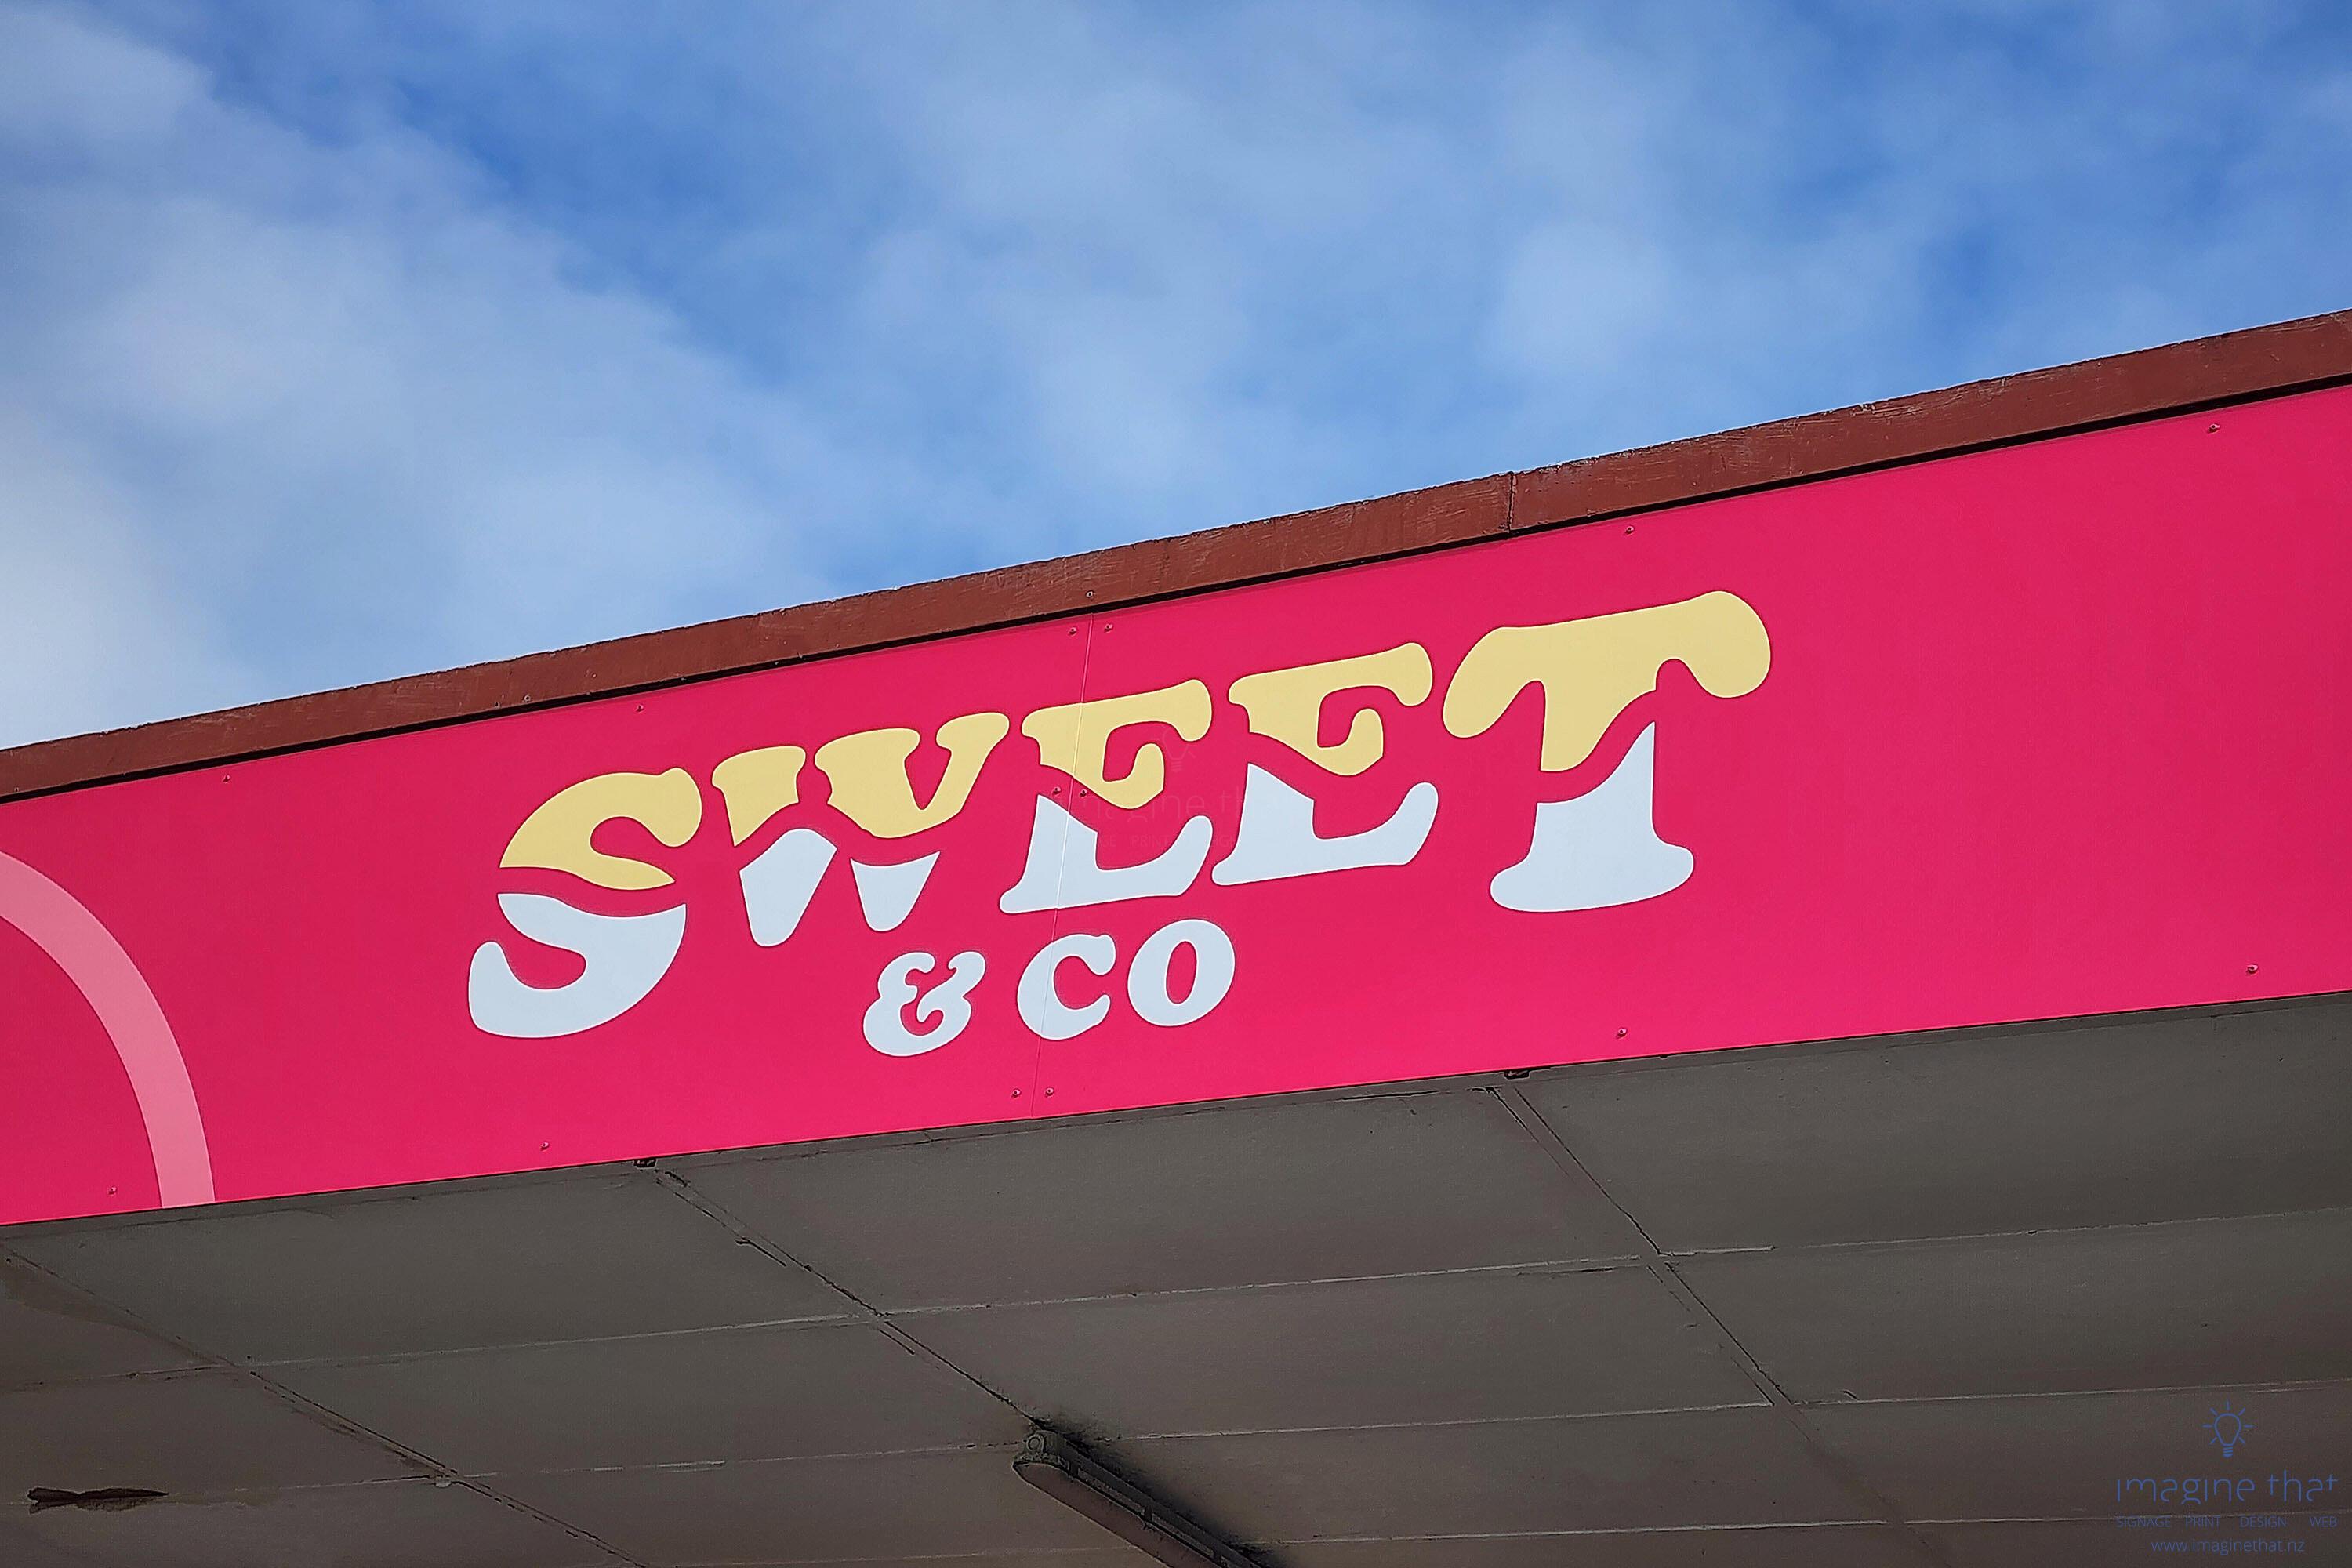 SWEET
& CO
imagine that
SIGNAGE PRINT DESIGN WEB
www.imaginethat.nz